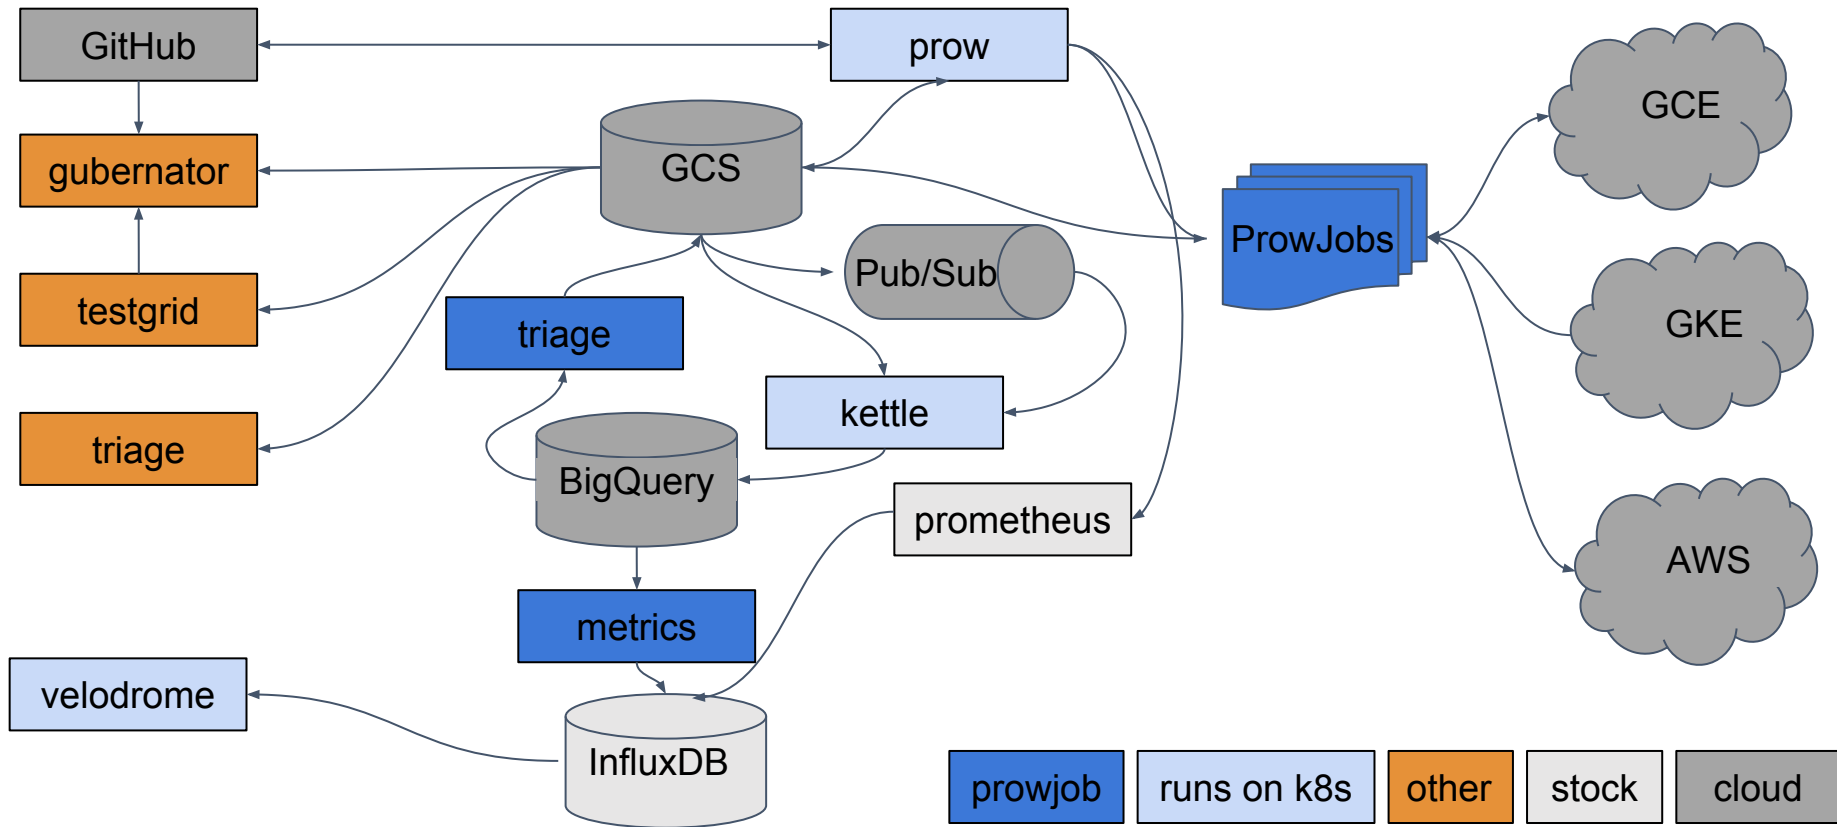 GitHub
prow
GCE
gubernator
GCS
ProwJobs
Pub/Sub
testgrid
triage
GKE
kettle
triage
BigQuery
prometheus
AWS
metrics
velodrome
InfluxDB
prowjob
runs on k8s
other
stock
cloud